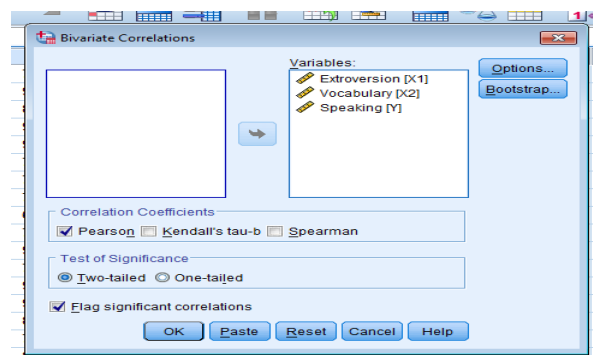 Bivariate Correlations
Variables:
Extroversion [X1]
Vocabulary [X2]
Speaking [Y]
Options...
Bootstrap...
Correlation Coefficients
Pearson Kendall's tau-b Spearman
Test of Significance
Two-tailed One-tailed
Flag significant correlations
OK Paste Reset Cancel Help